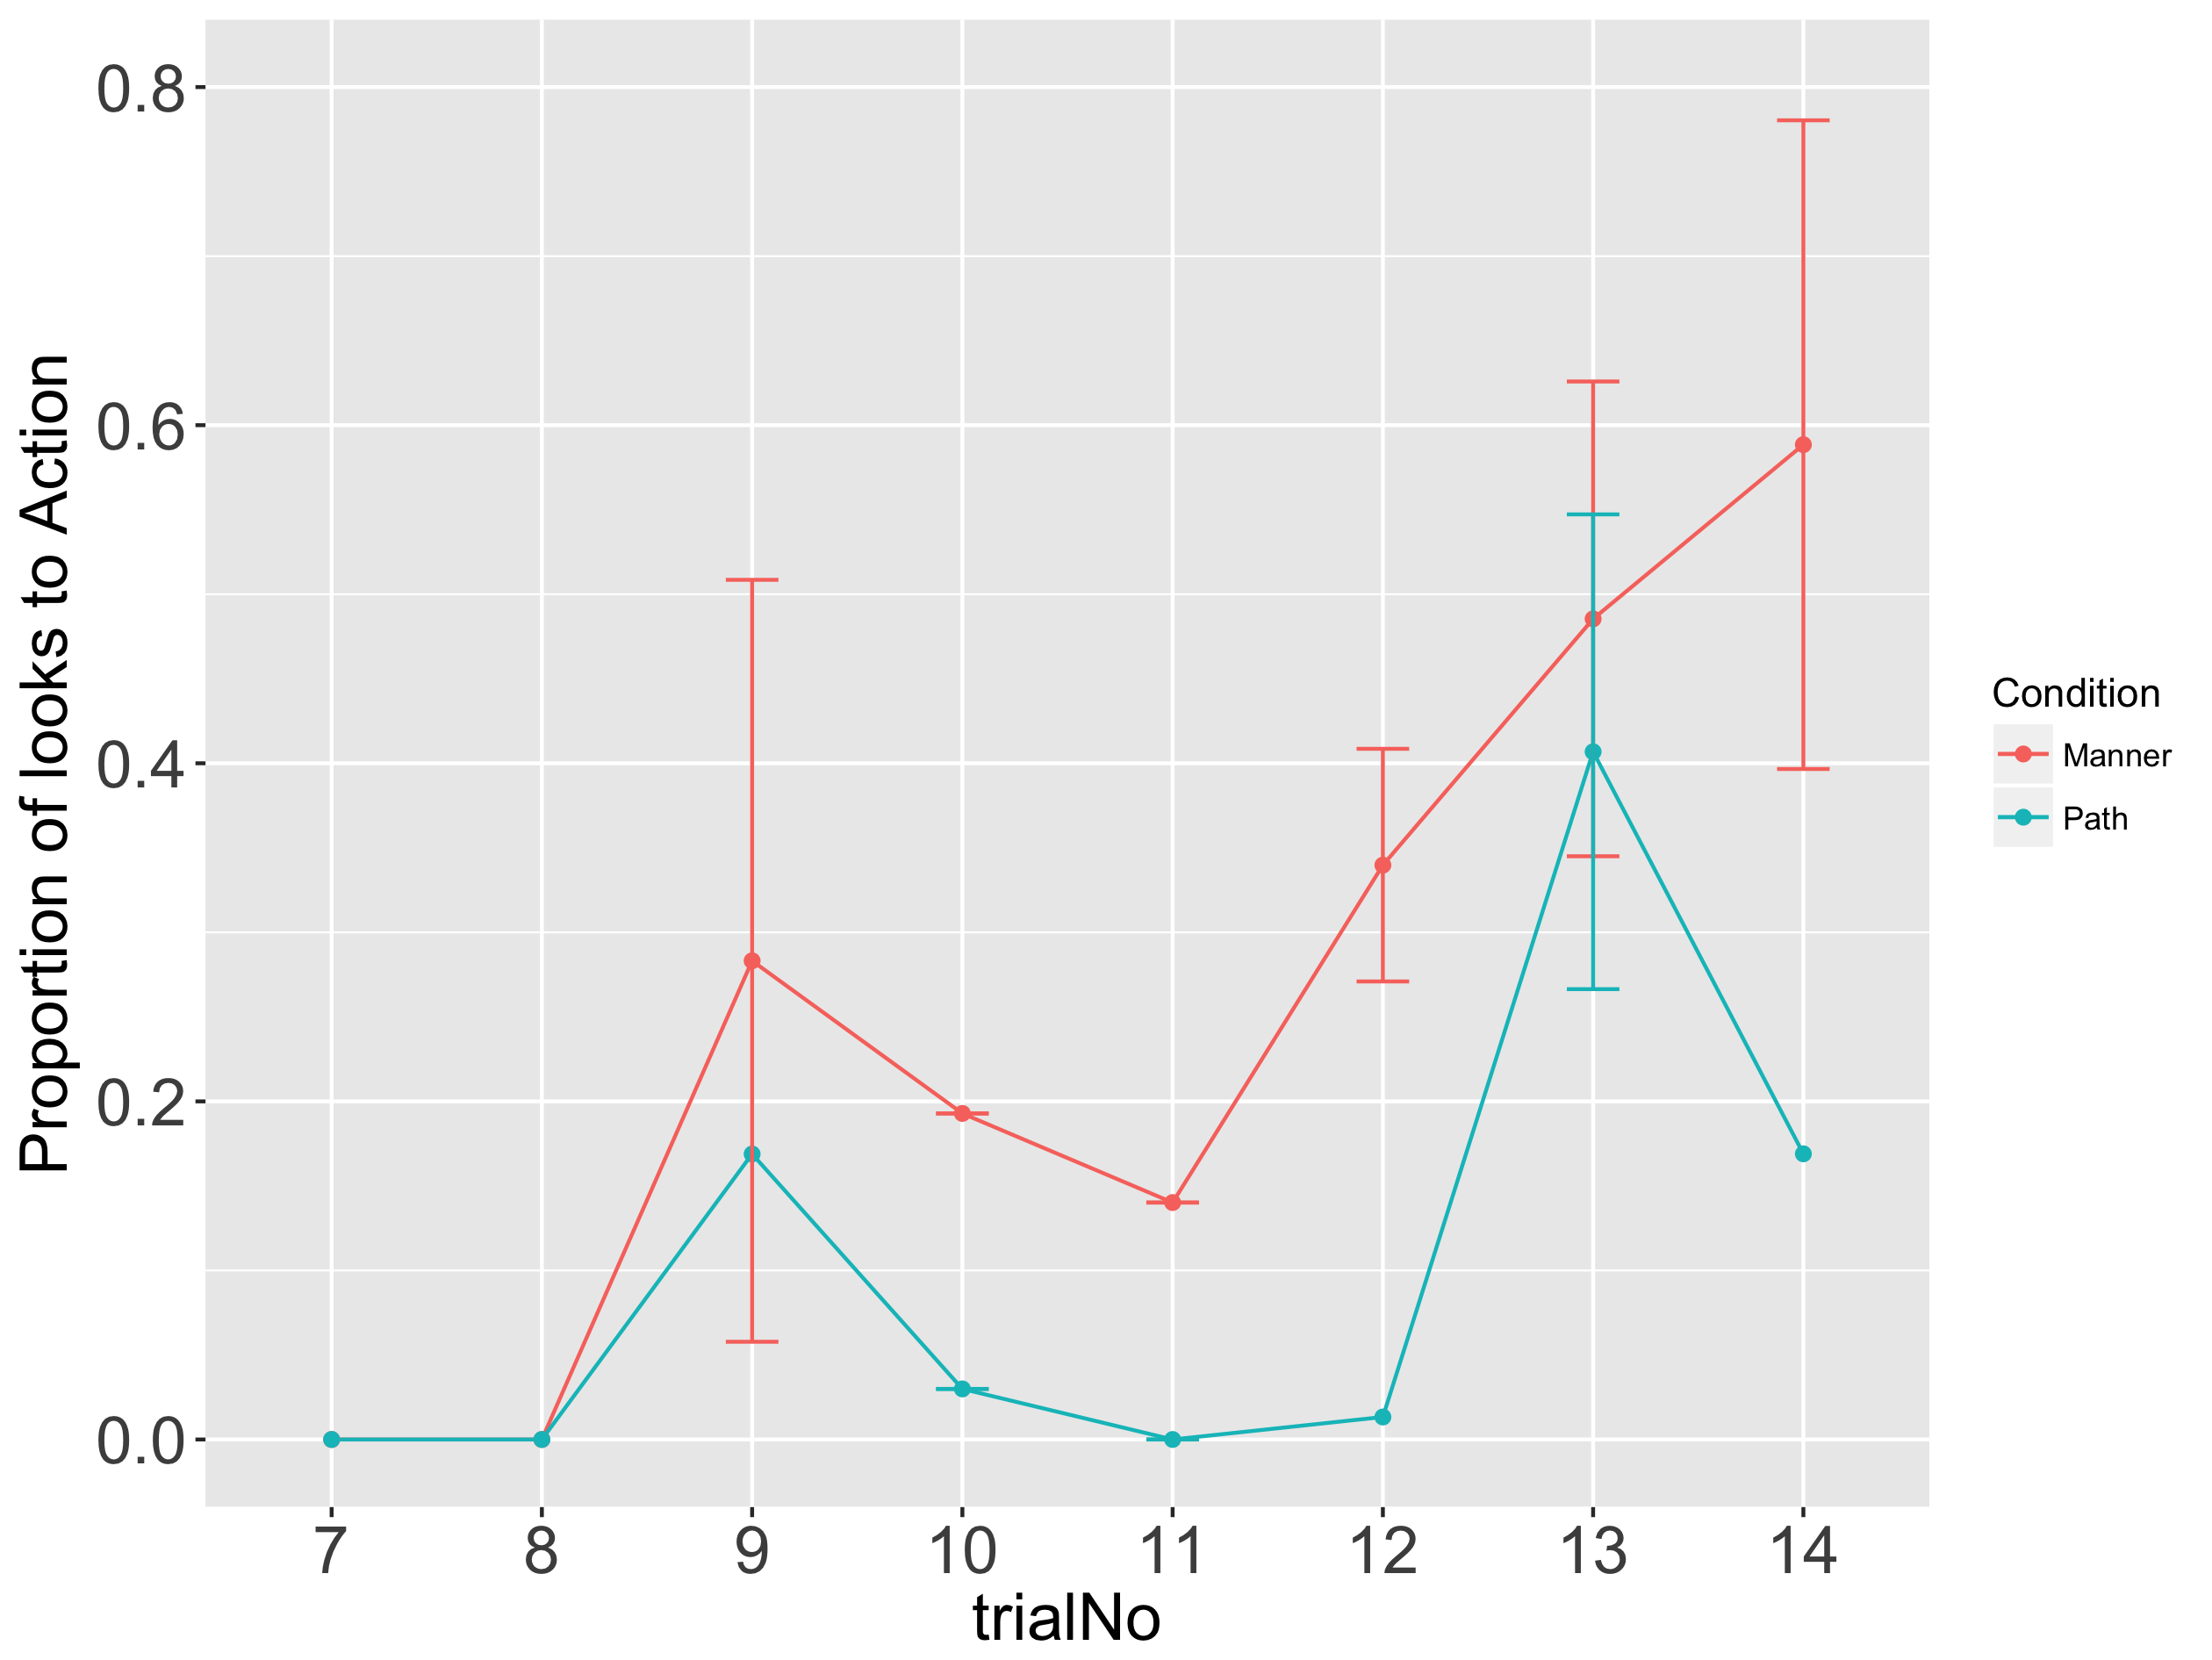 Proportion of looks to Action
0.8
0.6
0.4
0.2
0.0
7 8 9 10 11 12 13 14
trialNo
Condition
Manner
Path